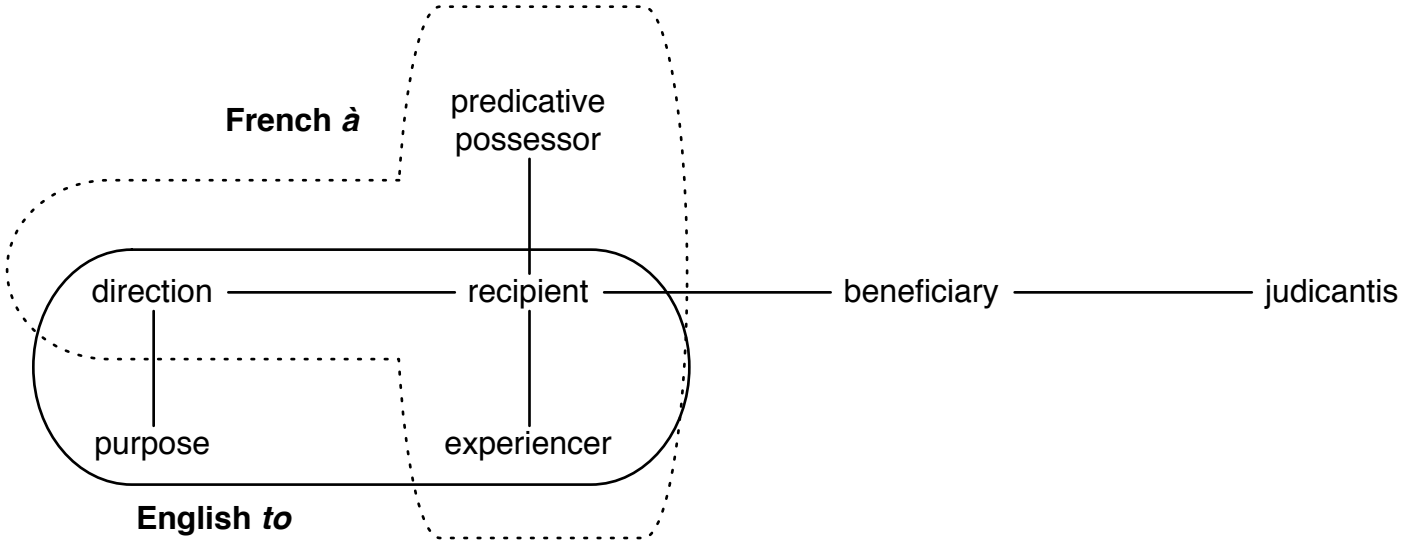 predicative
French à
possessor
direction
recipient
beneficiary
judicantis
purpose
experiencer
English to